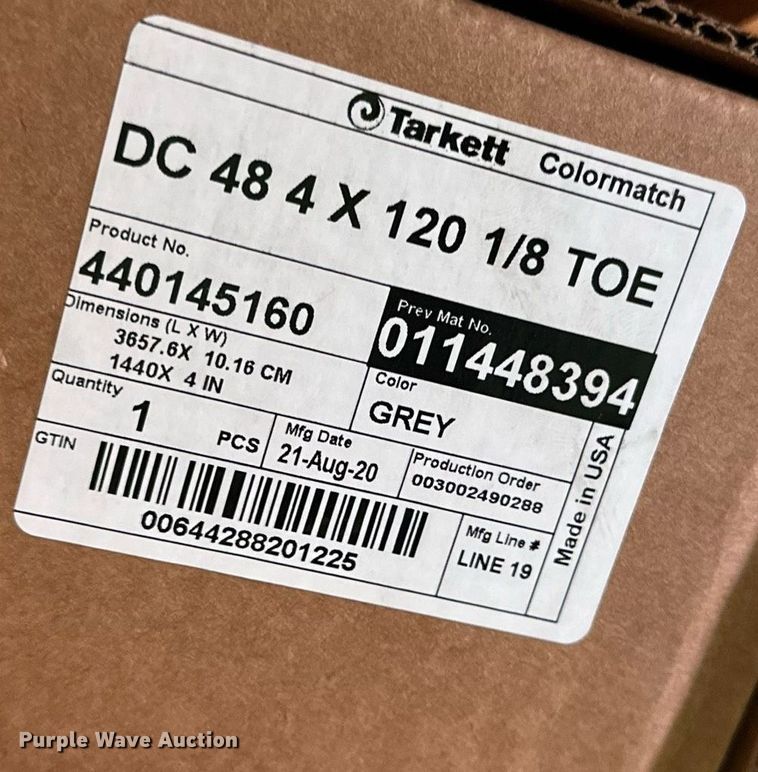 Tarkett Colormatch
DC 48 4 X 120 1/8 TOE
Product No.
440145160
Prev Mat No.
011448394
Dimensions (L X W)
3657.6X 10.16 CM
1440X 4 IN
Color
GREY
Quantity
1 PCS
Mfg Date
21-Aug-20
Production Order
003002490288
Made in USA
GTIN
00644288201225
Mfg Line #
LINE 19
Purple Wave Auction